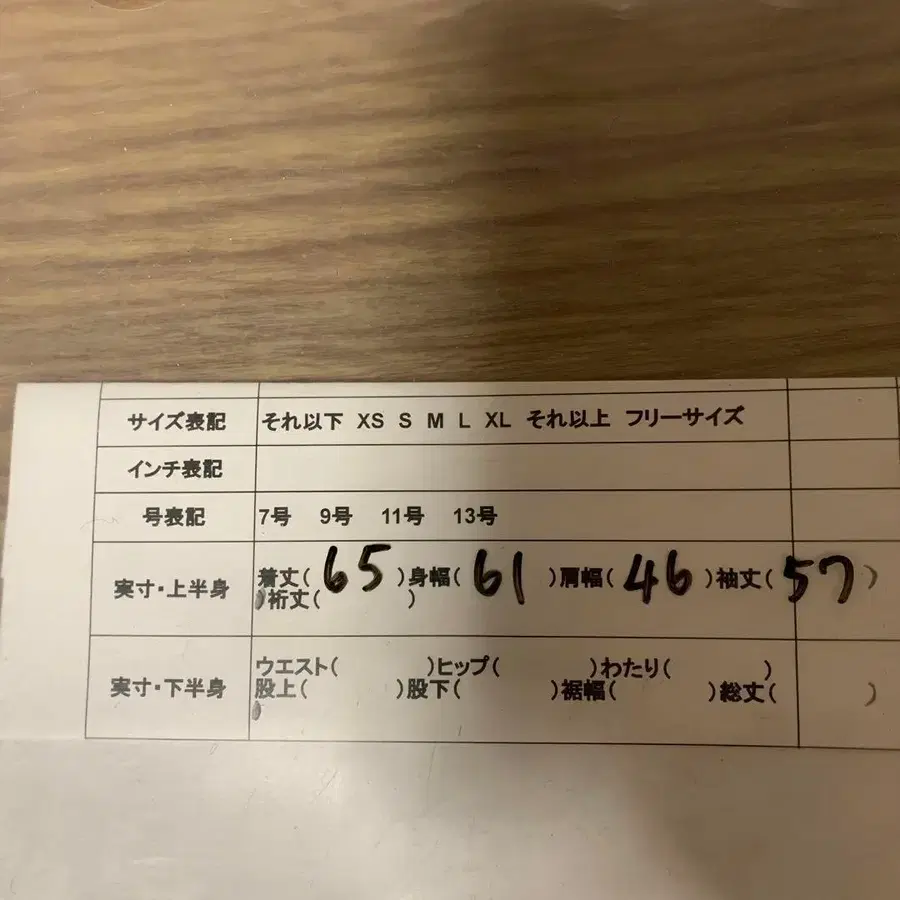 サイズ表記 それ以下 XS S M L XL それ以上 フリーサイズ
インチ表記
号表記 7号 9号 11号 13号
実寸・上半身 着丈( 65 )身幅( 61 )肩幅( 46 )袖丈( 57 )
)裄丈( )
実寸・下半身 ウエスト( )ヒップ( )わたり( )
股上( )股下( )裾幅( )総丈( )